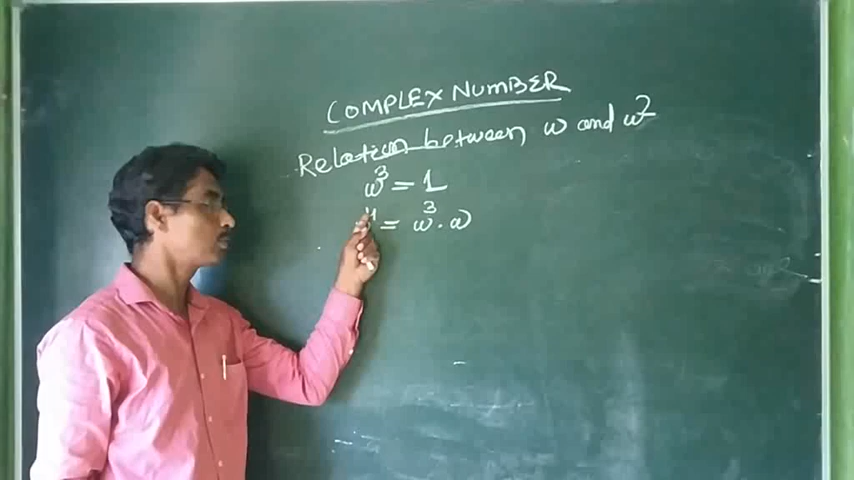 COMPLEX NUMBER
Relation between ω and ω²
ω³ = 1
= ω³ . ω